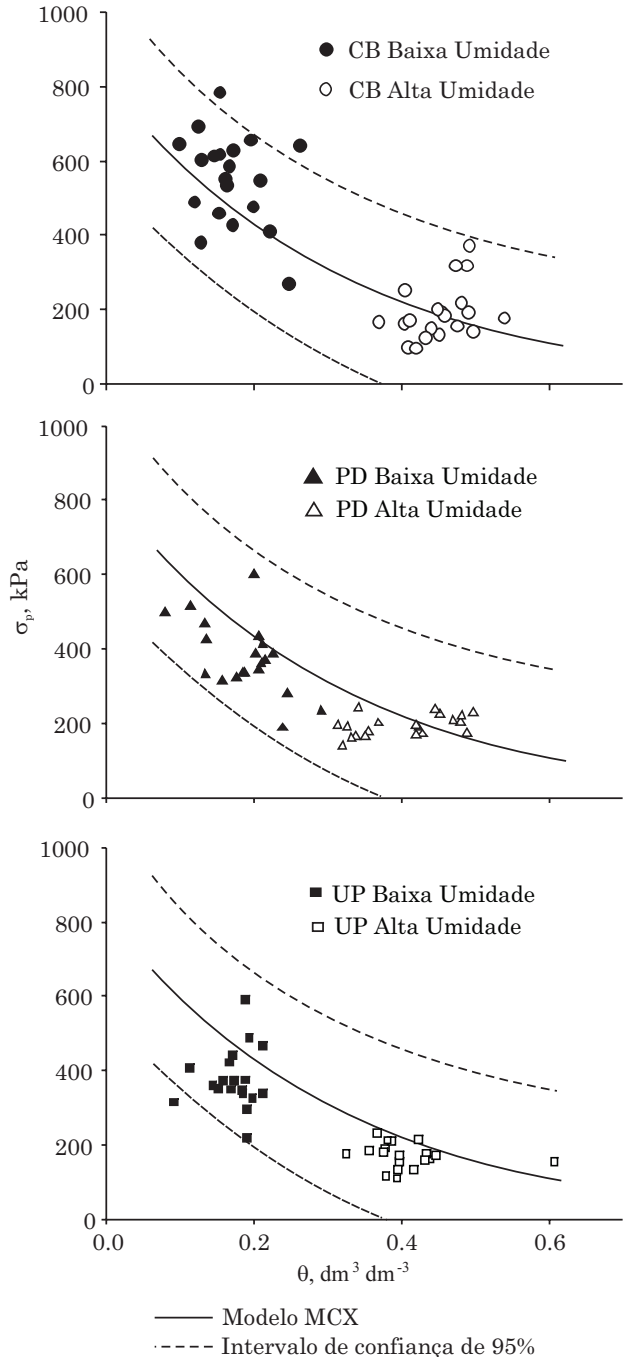 1000
CB Baixa Umidade
CB Alta Umidade
800
600
400
200
0
1000
PD Baixa Umidade
PD Alta Umidade
800
600
400
200
0
σp, kPa
1000
UP Baixa Umidade
UP Alta Umidade
800
600
400
200
0
0.0 0.2 0.4 0.6
θ, dm³ dm⁻³
Modelo MCX
Intervalo de confiança de 95%